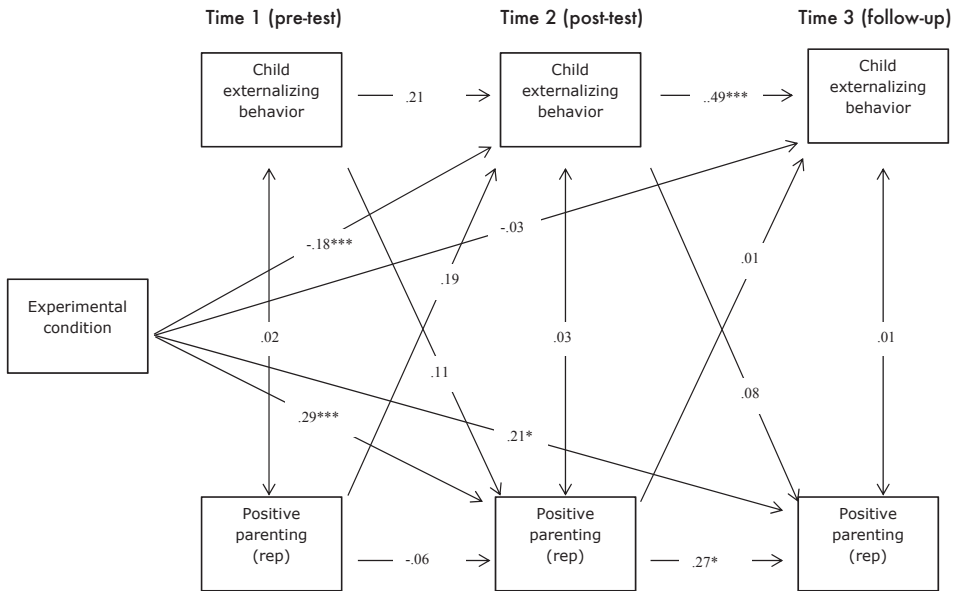 Time 1 (pre-test)
Time 2 (post-test)
Time 3 (follow-up)
Child
externalizing
behavior
.21
Child
externalizing
behavior
..49***
Child
externalizing
behavior
-.18***
-.03
.19
.01
Experimental
condition
.02
.03
.01
.11
.08
.29***
.21*
Positive
parenting
(rep)
-.06
Positive
parenting
(rep)
.27*
Positive
parenting
(rep)